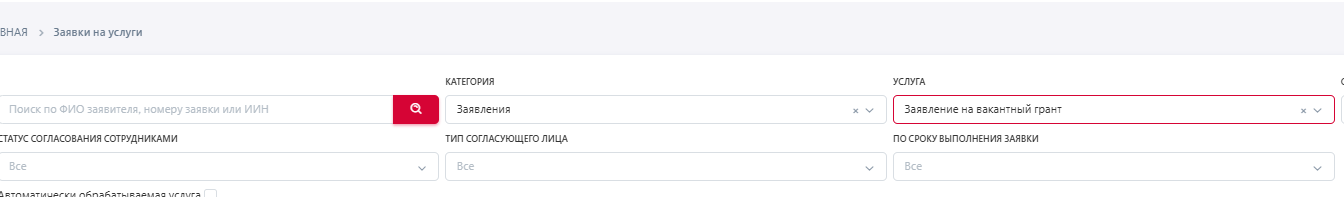 ВНАЯ > Заявки на услуги
КАТЕГОРИЯ УСЛУГА
Поиск по ФИО заявителя, номеру заявки или ИИН Заявления × Заявление на вакантный грант ×
СТАТУС СОГЛАСОВАНИЯ СОТРУДНИКАМИ ТИП СОГЛАСУЮЩЕГО ЛИЦА ПО СРОКУ ВЫПОЛНЕНИЯ ЗАЯВКИ
Все Все Все
Автоматически обрабатываемая услуга